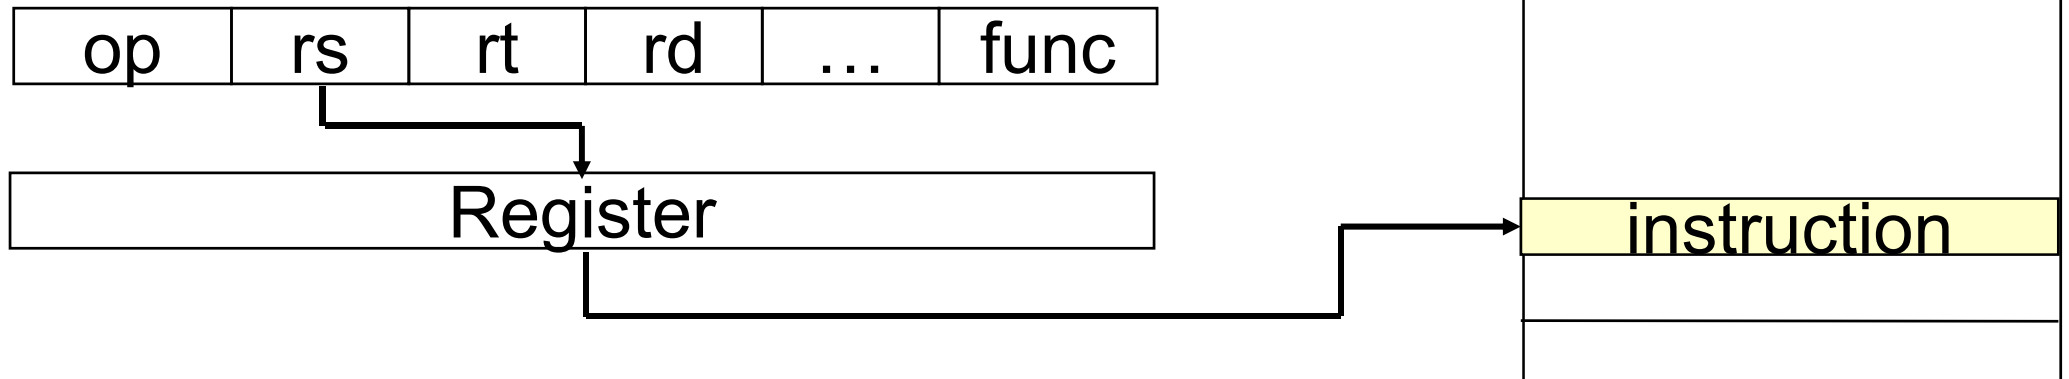 op rs rt rd … func
Register
instruction